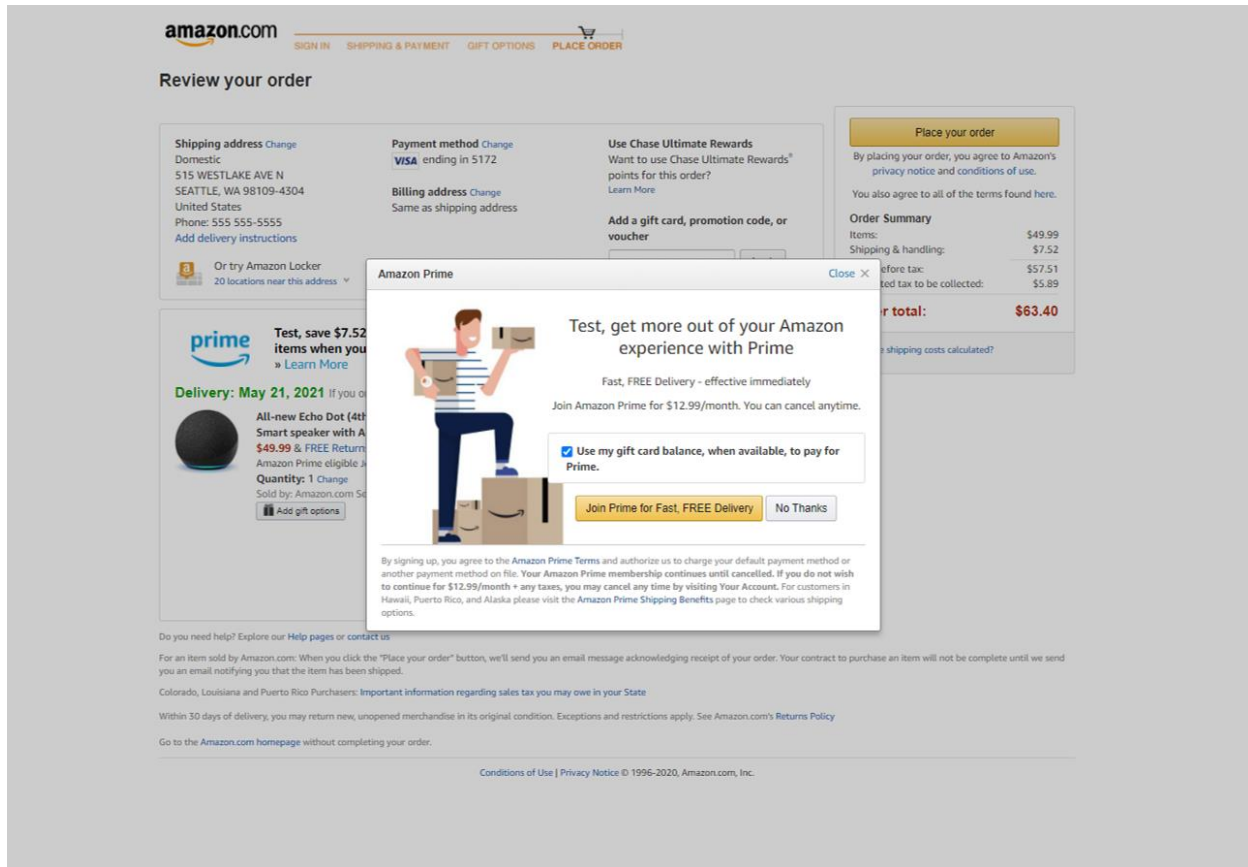 amazon.com
SIGN IN SHIPPING & PAYMENT GIFT OPTIONS PLACE ORDER
Review your order
Shipping address Change
Domestic
515 WESTLAKE AVE N
SEATTLE, WA 98109-4304
United States
Phone: 555 555-5555
Add delivery instructions
Or try Amazon Locker
20 locations near this address
Payment method Change
VISA ending in 5172
Billing address Change
Same as shipping address
Use Chase Ultimate Rewards
Want to use Chase Ultimate Rewards®
points for this order?
Learn More
Add a gift card, promotion code, or
voucher
Place your order
By placing your order, you agree to Amazon's
privacy notice and conditions of use.
You also agree to all of the terms found here.
Order Summary
Items: $49.99
Shipping & handling: $7.52
efore tax: $57.51
ted tax to be collected: $5.89
r total: $63.40
shipping costs calculated?
prime
Test, save $7.52
items when you
» Learn More
Delivery: May 21, 2021 If you o
All-new Echo Dot (4th
Smart speaker with A
$49.99 & FREE Return
Amazon Prime eligible
Quantity: 1 Change
Sold by: Amazon.com Se
Add gift options
Amazon Prime Close ×
Test, get more out of your Amazon
experience with Prime
Fast, FREE Delivery - effective immediately
Join Amazon Prime for $12.99/month. You can cancel anytime.
Use my gift card balance, when available, to pay for
Prime.
Join Prime for Fast, FREE Delivery No Thanks
By signing up, you agree to the Amazon Prime Terms and authorize us to charge your default payment method or
another payment method on file. Your Amazon Prime membership continues until cancelled. If you do not wish
to continue for $12.99/month + any taxes, you may cancel any time by visiting Your Account. For customers in
Hawaii, Puerto Rico, and Alaska please visit the Amazon Prime Shipping Benefits page to check various shipping
options.
Do you need help? Explore our Help pages or contact us
For an item sold by Amazon.com: When you click the "Place your order" button, we'll send you an email message acknowledging receipt of your order. Your contract to purchase an item will not be complete until we send
you an email notifying you that the item has been shipped.
Colorado, Louisiana and Puerto Rico Purchasers: Important information regarding sales tax you may owe in your State
Within 30 days of delivery, you may return new, unopened merchandise in its original condition. Exceptions and restrictions apply. See Amazon.com's Returns Policy
Go to the Amazon.com homepage without completing your order.
Conditions of Use | Privacy Notice © 1996-2020, Amazon.com, Inc.